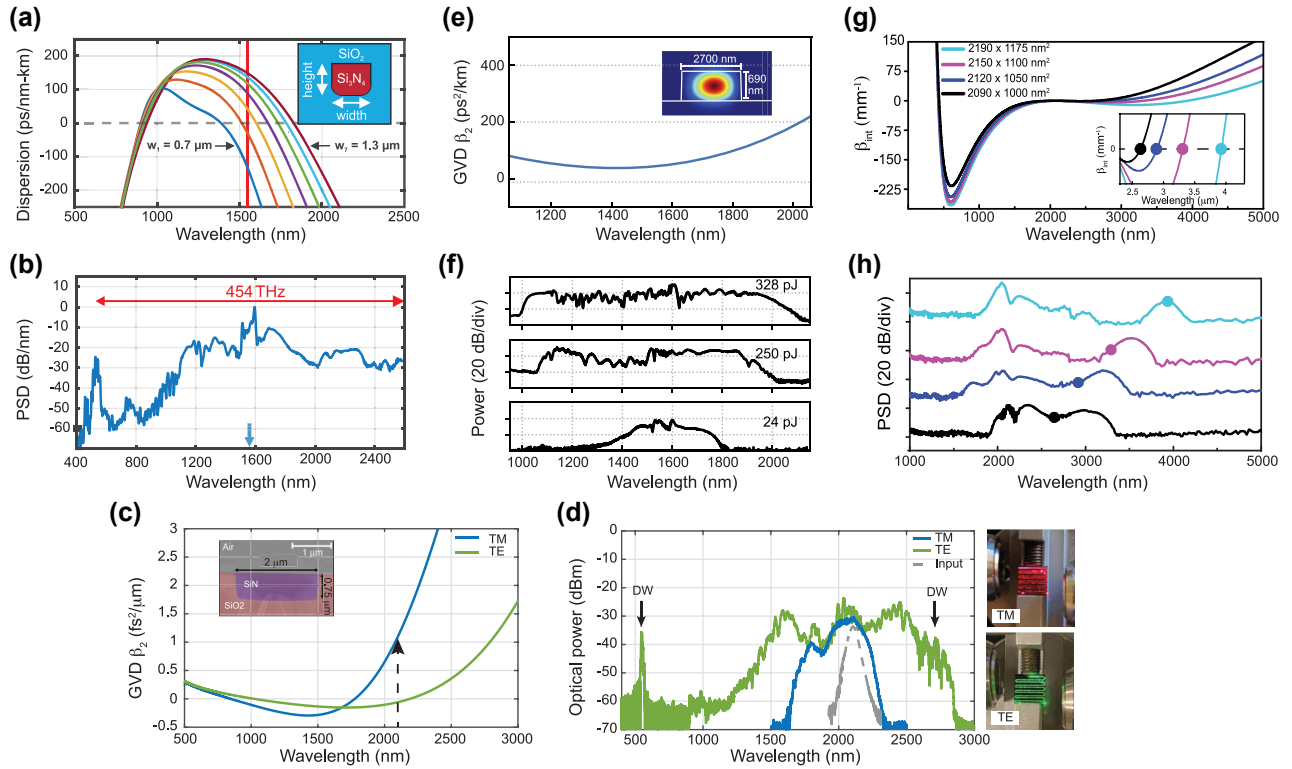 (a)
Dispersion (ps/nm-km)
200
100
0
-100
-200
SiO₂
Si₃N₄
height
width
w₁ = 0.7 µm
w₇ = 1.3 µm
500 1000 1500 2000 2500
Wavelength (nm)
(b)
PSD (dB/nm)
10
0
-10
-20
-30
-40
-50
-60
454 THz
400 800 1200 1600 2000 2400
Wavelength (nm)
(e)
GVD β₂ (ps²/km)
400
200
0
2700 nm
690
nm
1200 1400 1600 1800 2000
Wavelength (nm)
(f)
Power (20 dB/div)
328 pJ
250 pJ
24 pJ
1000 1200 1400 1600 1800 2000
Wavelength (nm)
(g)
βint (mm⁻¹)
150
75
0
-75
-150
-225
2190 x 1175 nm²
2150 x 1100 nm²
2120 x 1050 nm²
2090 x 1000 nm²
βint (mm⁻¹)
0
2.5 3 3.5 4
Wavelength (µm)
1000 2000 3000 4000 5000
Wavelength (nm)
(h)
PSD (20 dB/div)
1000 2000 3000 4000 5000
Wavelength (nm)
(c)
GVD β₂ (fs²/µm)
3
2.5
2
1.5
1
0.5
0
-0.5
Air
1 µm
2 µm
SiN
0.75 µm
SiO2
TM
TE
500 1000 1500 2000 2500 3000
Wavelength (nm)
(d)
Optical power (dBm)
0
-10
-20
-30
-40
-50
-60
-70
TM
TE
Input
DW
DW
500 1000 1500 2000 2500 3000
Wavelength (nm)
TM
TE